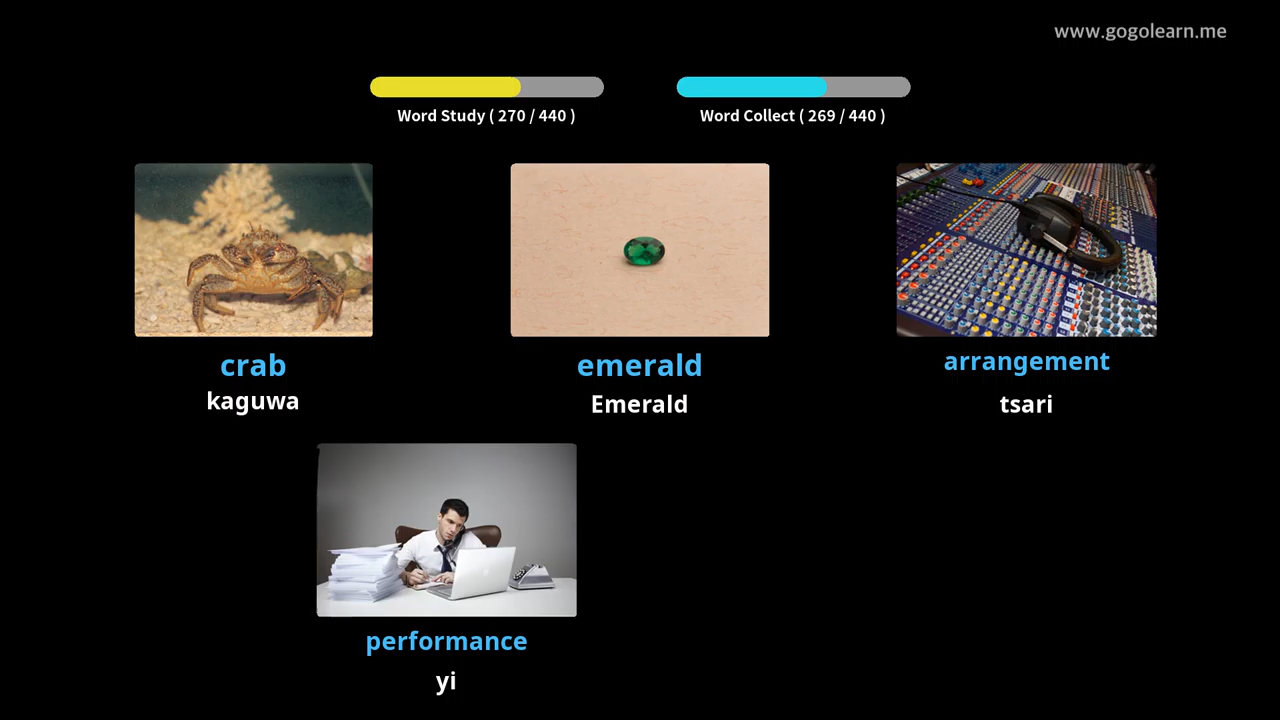 www.gogolearn.me
Word Study ( 270 / 440 )
Word Collect ( 269 / 440 )
crab
kaguwa
emerald
Emerald
arrangement
tsari
performance
yi